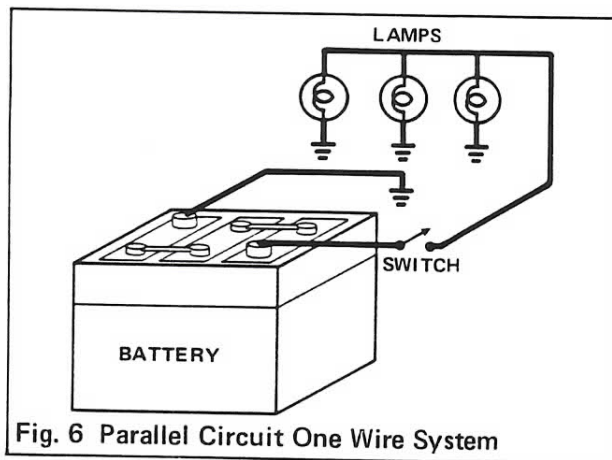 LAMPS
SWITCH
BATTERY
Fig. 6 Parallel Circuit One Wire System